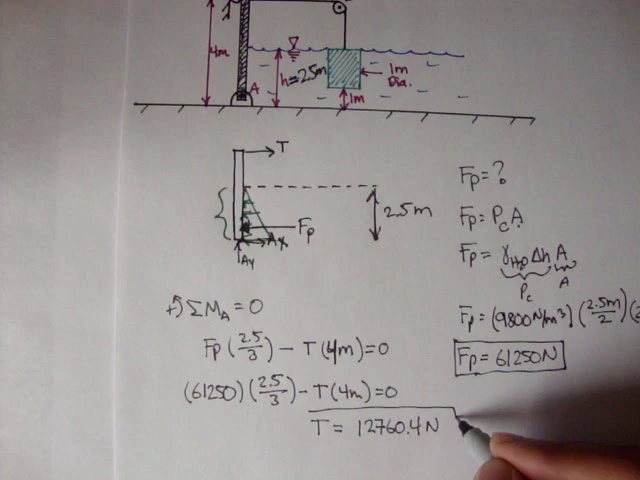 4m
A
h=2.5m
1m
Dia.
1m
T
2.5m
Fp
Ax
Ay
Fp = ?
Fp = PcA
Fp = γH₂O Δh A
Pc A
Fp = (9800N/m³)(2.5m/2)
Fp = 61250N
+↺ ΣMA = 0
Fp(2.5/3) - T(4m) = 0
(61250)(2.5/3) - T(4m) = 0
T = 12760.4N